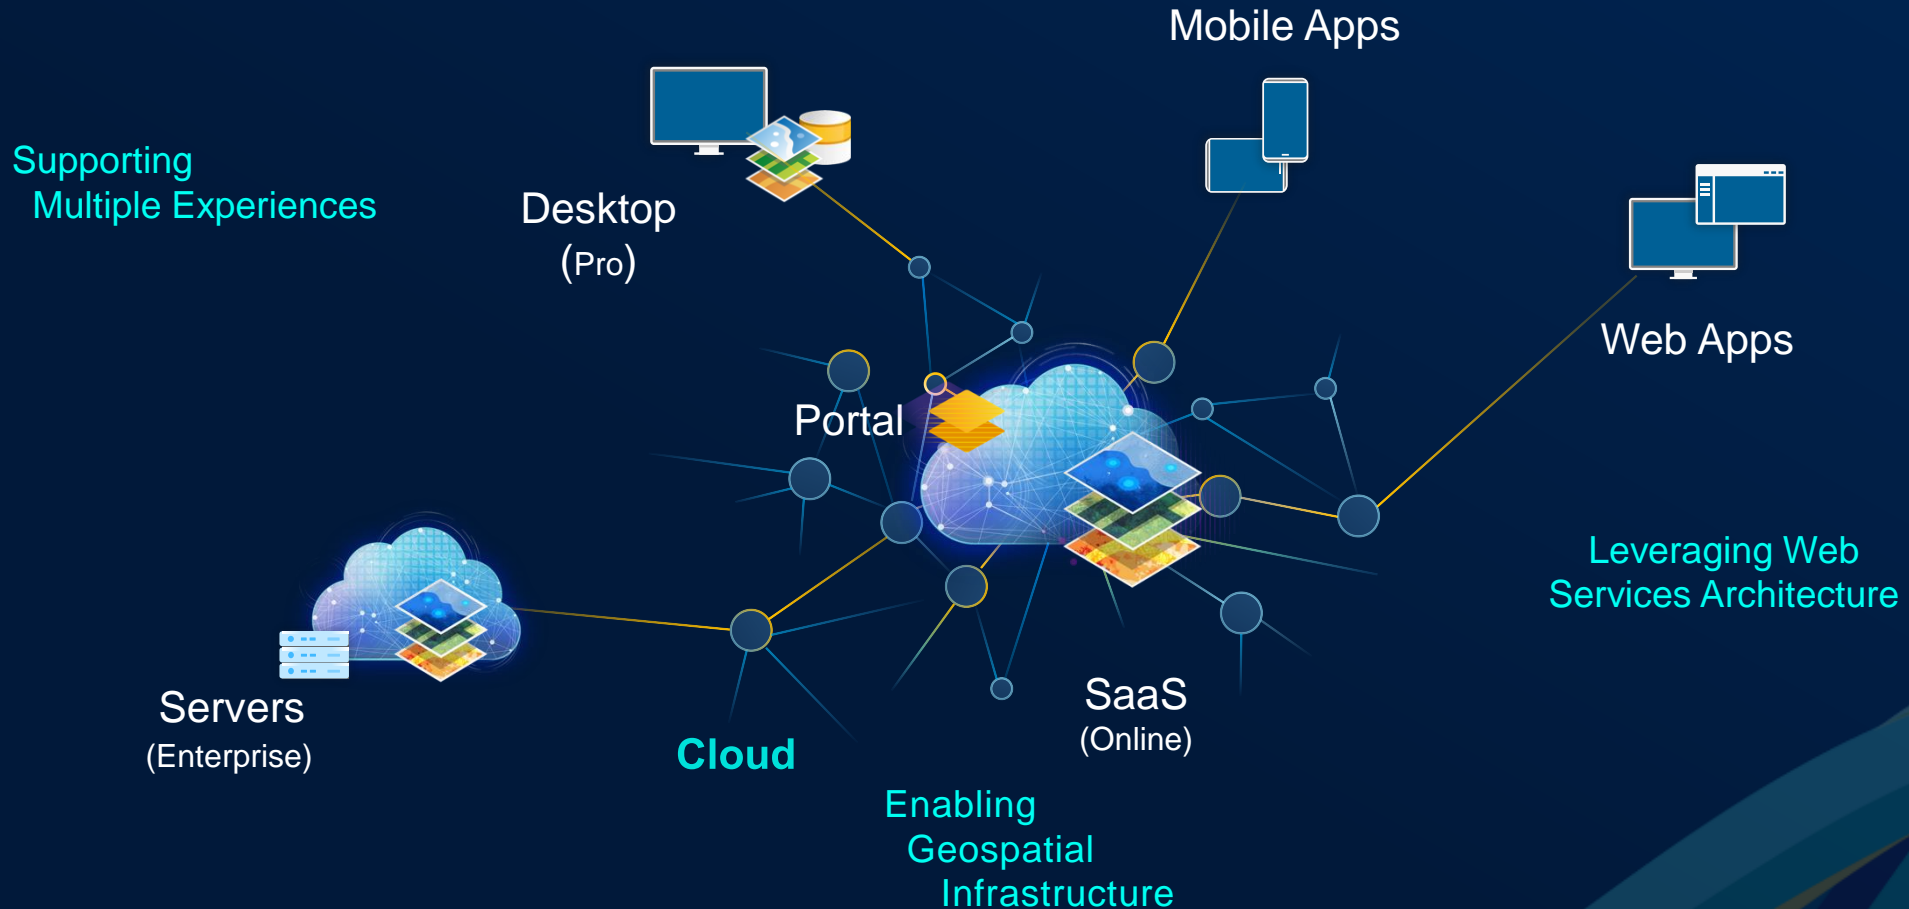 Mobile Apps
Supporting
Multiple Experiences
Desktop
(Pro)
Web Apps
Portal
Leveraging Web
Services Architecture
Servers
(Enterprise)
SaaS
(Online)
Cloud
Enabling
Geospatial
Infrastructure